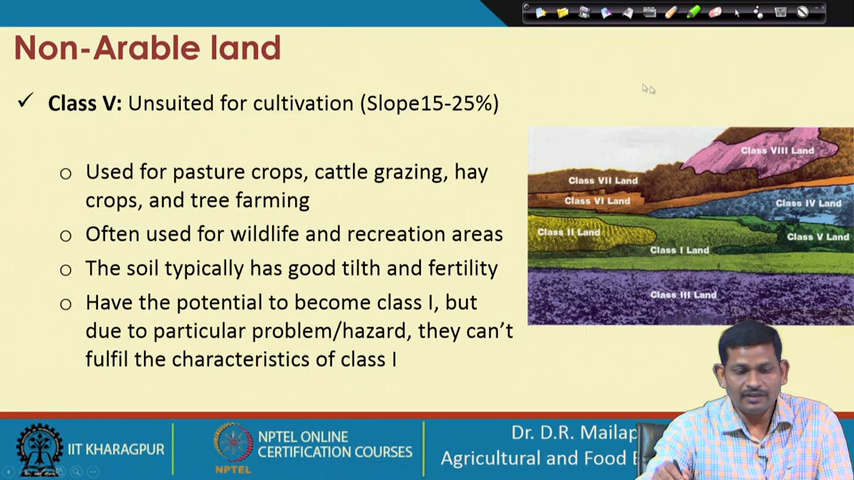 Non-Arable land
✓ Class V: Unsuited for cultivation (Slope15-25%)
o Used for pasture crops, cattle grazing, hay
crops, and tree farming
o Often used for wildlife and recreation areas
o The soil typically has good tilth and fertility
o Have the potential to become class I, but
due to particular problem/hazard, they can't
fulfil the characteristics of class I
Class VIII Land
Class VII Land
Class VI Land
Class IV Land
Class II Land
Class V Land
Class I Land
Class III Land
IIT KHARAGPUR
NPTEL
NPTEL ONLINE
CERTIFICATION COURSES
Dr. D.R. Mailap
Agricultural and Food E